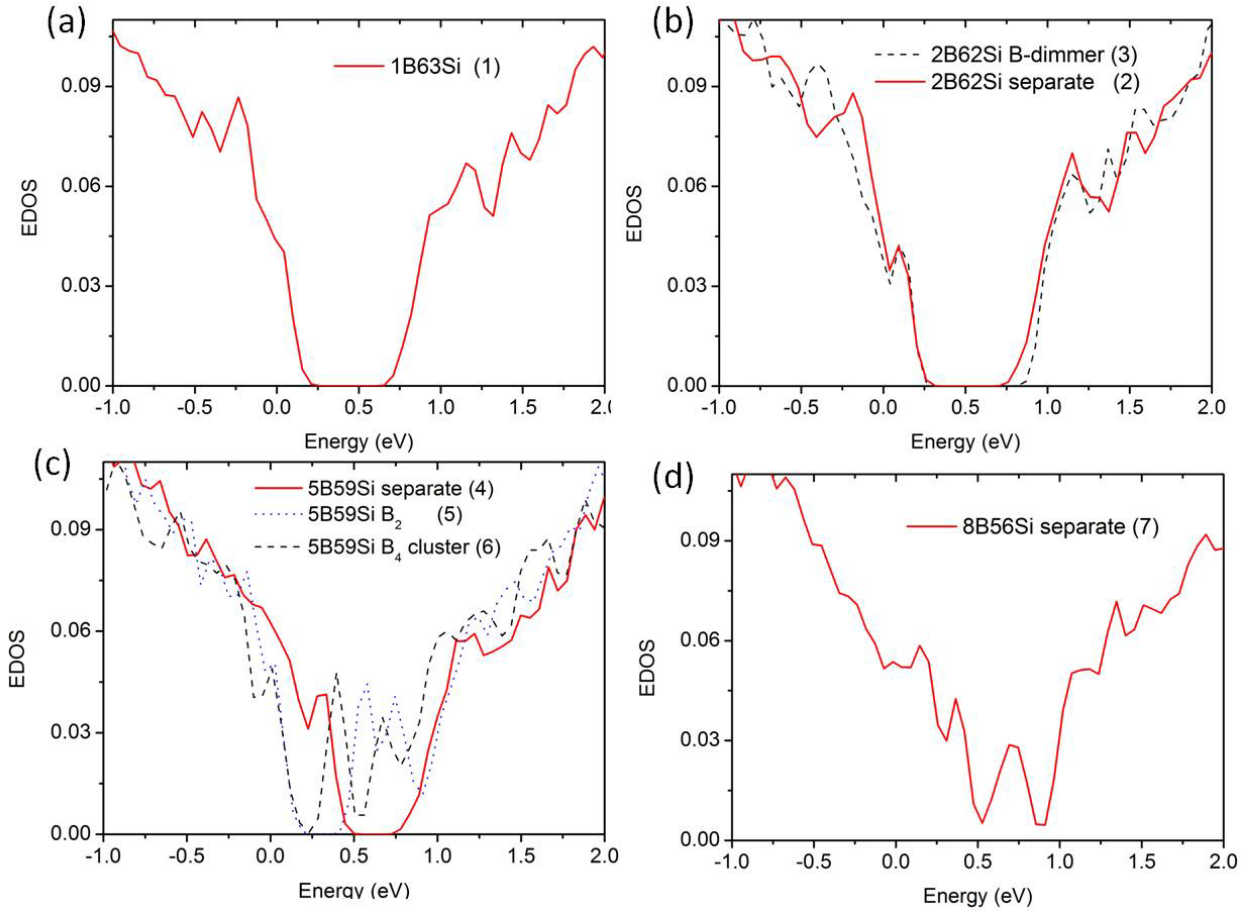 (a)
1B63Si (1)
EDOS
0.09
0.06
0.03
0.00
-1.0 -0.5 0.0 0.5 1.0 1.5 2.0
Energy (eV)
(b)
2B62Si B-dimmer (3)
2B62Si separate (2)
EDOS
0.09
0.06
0.03
0.00
-1.0 -0.5 0.0 0.5 1.0 1.5 2.0
Energy (eV)
(c)
5B59Si separate (4)
5B59Si B₂ (5)
5B59Si B₄ cluster (6)
EDOS
0.09
0.06
0.03
0.00
-1.0 -0.5 0.0 0.5 1.0 1.5 2.0
Energy (eV)
(d)
8B56Si separate (7)
EDOS
0.09
0.06
0.03
0.00
-1.0 -0.5 0.0 0.5 1.0 1.5 2.0
Energy (eV)